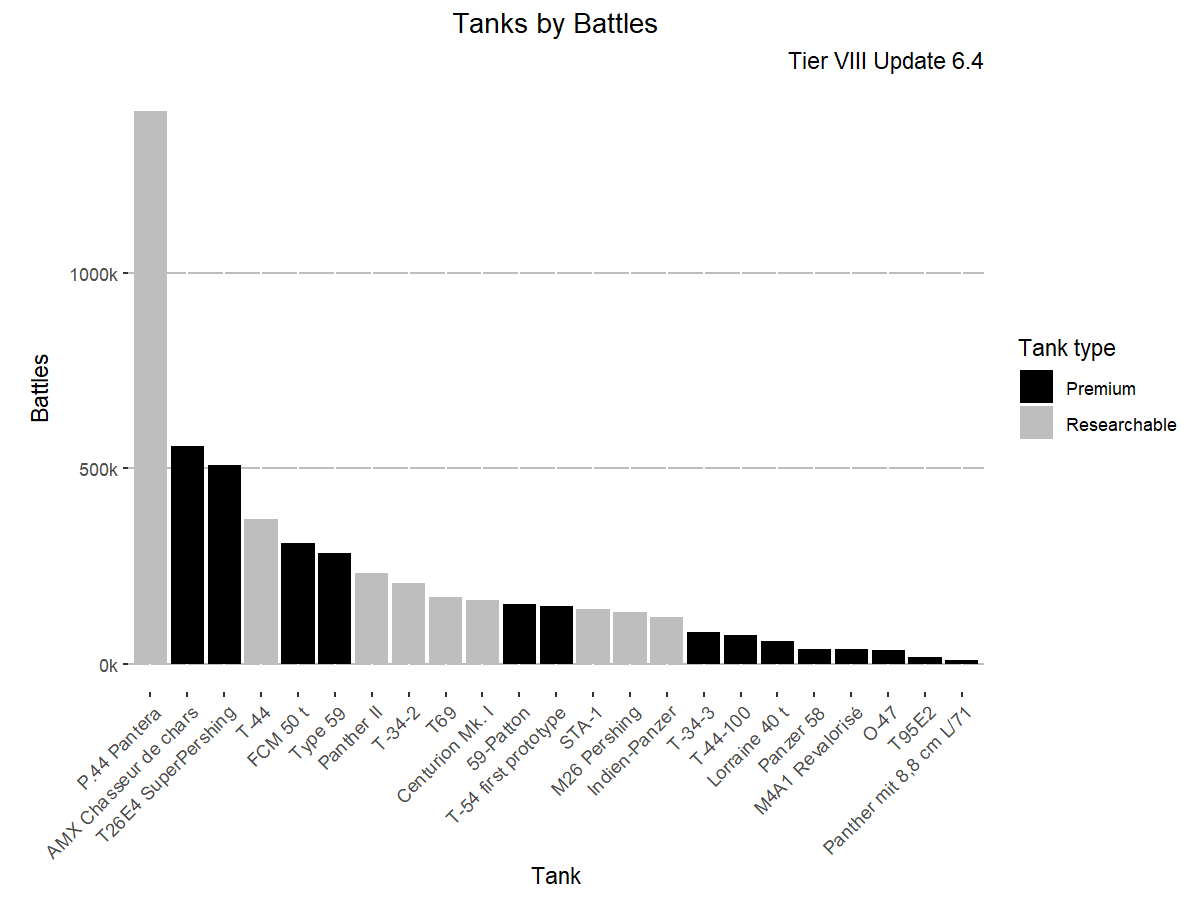 Tanks by Battles
Tier VIII Update 6.4
1000k
500k
0k
Battles
P.44 Pantera
AMX Chasseur de chars
T26E4 SuperPershing
T-44
FCM 50 t
Type 59
Panther II
T-34-2
T69
Centurion Mk. I
59-Patton
T-54 first prototype
STA-1
M26 Pershing
Indien-Panzer
T-34-3
T-44-100
Lorraine 40 t
Panzer 58
M4A1 Revalorisé
O-47
T95E2
Panther mit 8,8 cm L/71
Tank
Tank type
Premium
Researchable